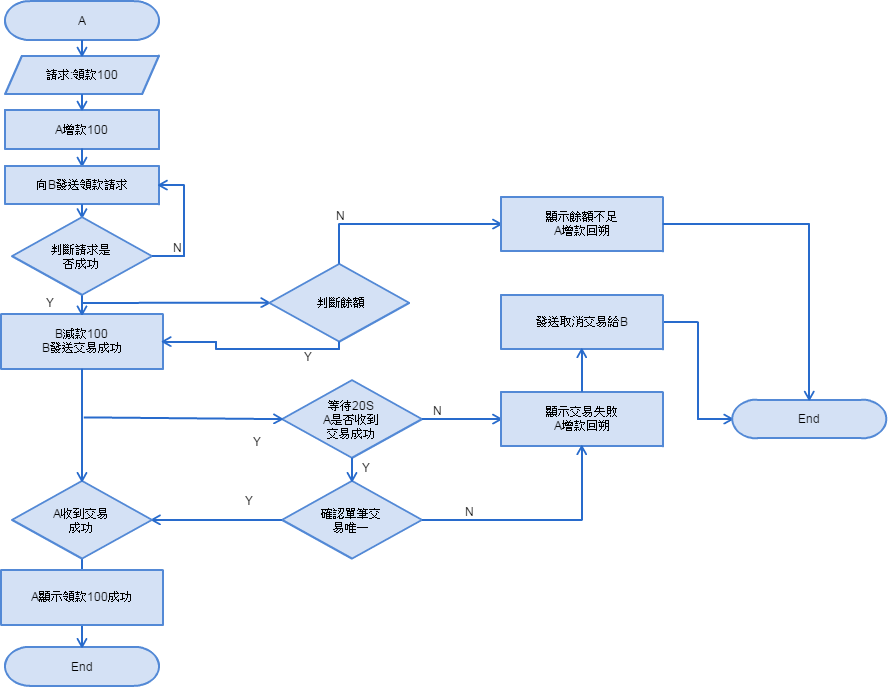 A
請求:領款100
A增款100
向B發送領款請求
判斷請求是
否成功
N
Y
N
顯示餘額不足
A增款回朔
判斷餘額
Y
B減款100
B發送交易成功
發送取消交易給B
等待20S
A是否收到
交易成功
N
Y
Y
顯示交易失敗
A增款回朔
End
A收到交易
成功
Y
確認單筆交
易唯一
N
A顯示領款100成功
End